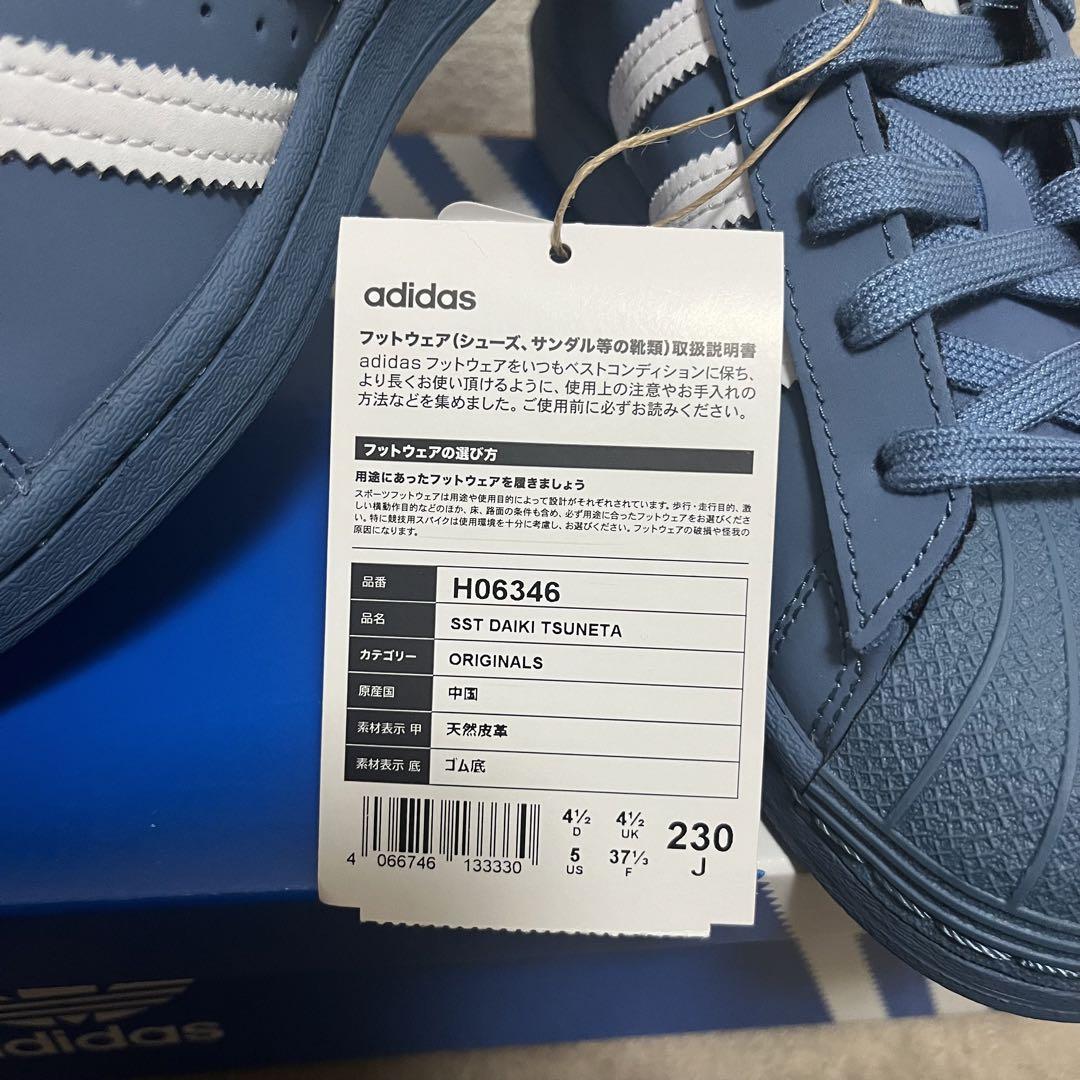 adidas
フットウェア(シューズ、サンダル等の靴類)取扱説明書
adidas フットウェアをいつもベストコンディションに保ち、
より長くお使い頂けるように、使用上の注意やお手入れの
方法などを集めました。ご使用前に必ずお読みください。
フットウェアの選び方
用途にあったフットウェアを履きましょう
スポーツフットウェアは用途や使用目的によって設計がそれぞれされています。歩行・走行目的、激
しい横動作目的などのほか、床、路面の条件も含め、必ず用途に合ったフットウェアをお選びくださ
い。特に競技用スパイクは使用環境を十分に考慮し、お選びください。フットウェアの破損や怪我の
原因になります。
品番 H06346
品名 SST DAIKI TSUNETA
カテゴリー ORIGINALS
原産国 中国
素材表示 甲 天然皮革
素材表示 底 ゴム底
4 066746 133330
4½ D 4½ UK
5 US 37⅓ F
230 J
adidas